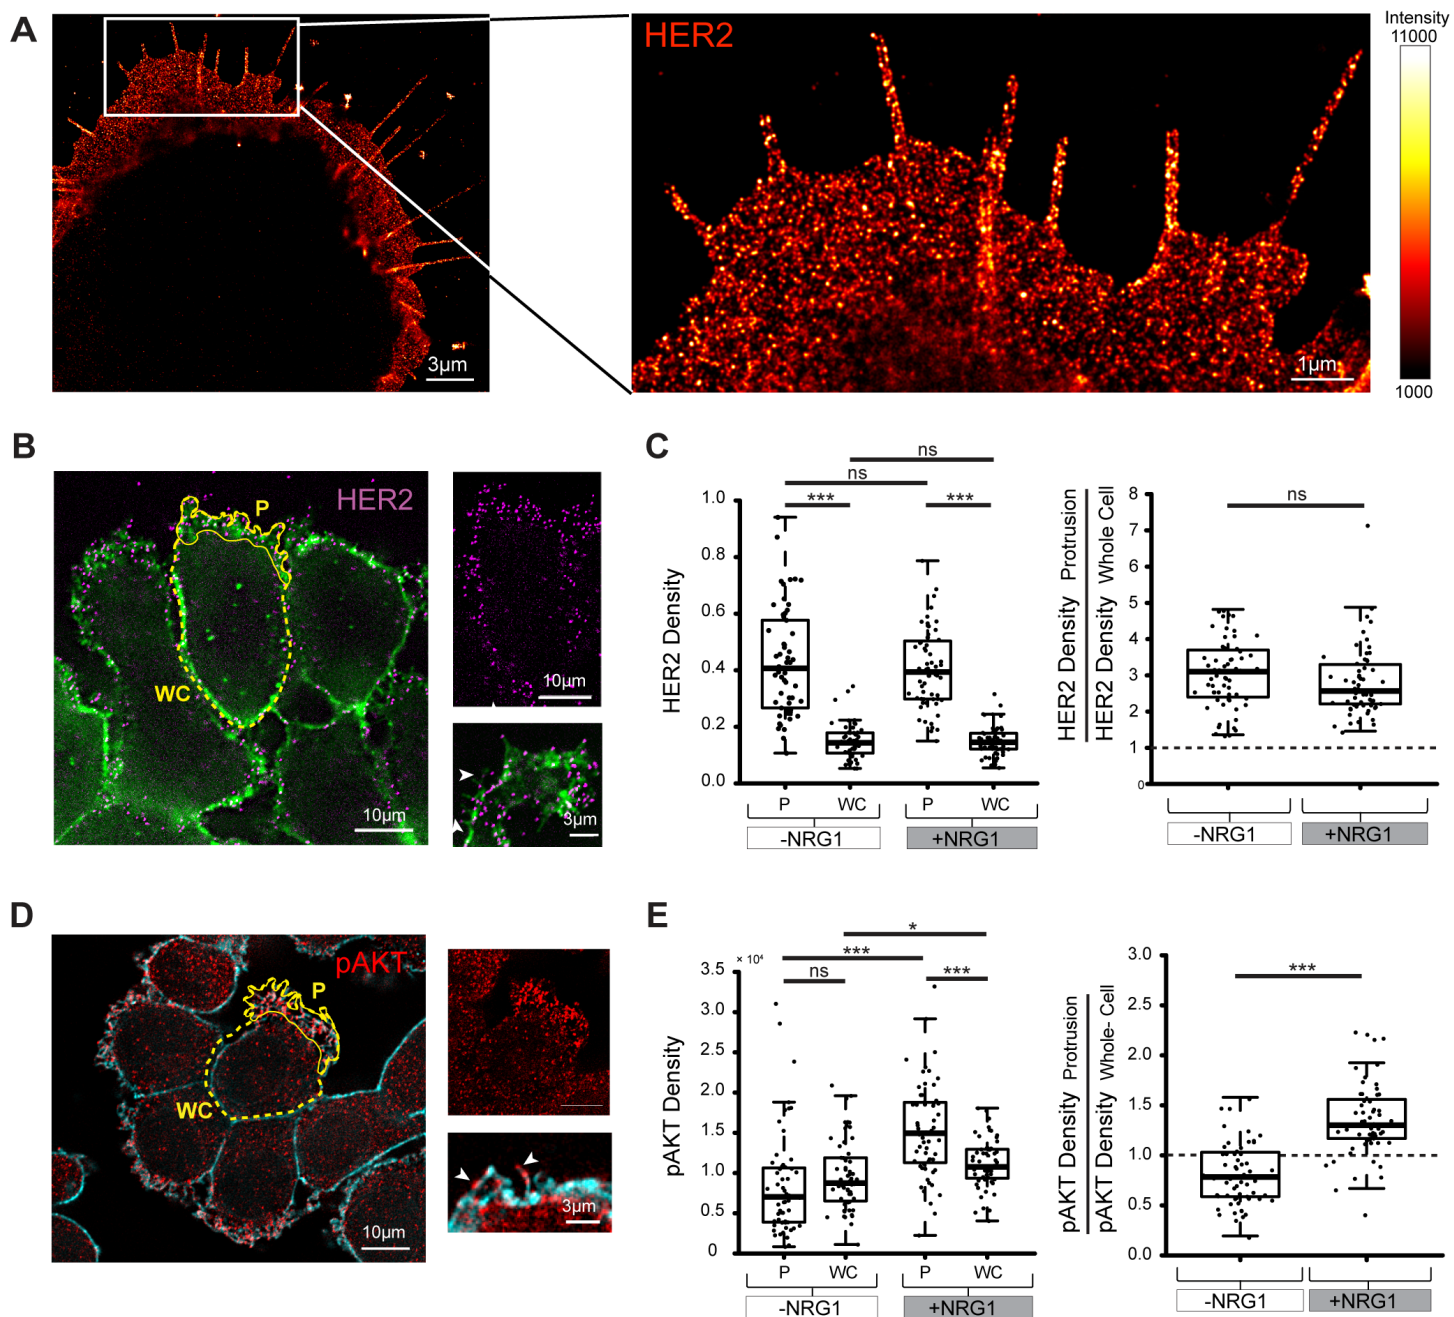 A
HER2
Intensity
11000
1000
3µm
1µm
B
HER2
P
WC
10µm
10µm
3µm
C
ns
ns
*** ***
1.0
0.8
0.6
0.4
0.2
0.0
HER2 Density
P WC P WC
-NRG1 +NRG1
HER2 Density Protrusion
HER2 Density Whole Cell
ns
8
7
6
5
4
3
2
1
0
-NRG1 +NRG1
D
pAKT
P
WC
10µm
3µm
E
*
***
ns ***
× 10⁴
3.5
3.0
2.5
2.0
1.5
1.0
0.5
0
pAKT Density
P WC P WC
-NRG1 +NRG1
pAKT Density Protrusion
pAKT Density Whole- Cell
***
3.0
2.5
2.0
1.5
1.0
0.5
0.0
-NRG1 +NRG1